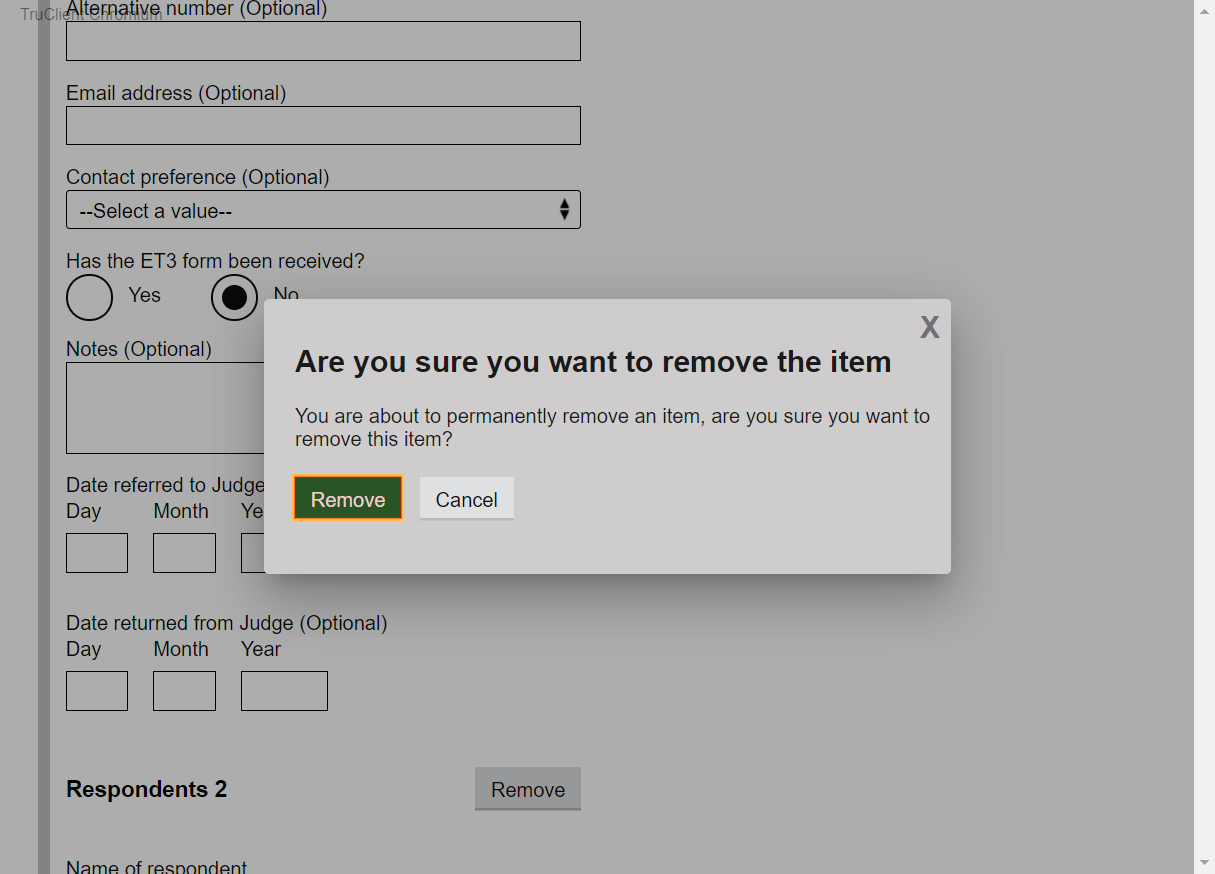 TruClient Chromium
Alternative number (Optional)
Email address (Optional)
Contact preference (Optional)
--Select a value--
Has the ET3 form been received?
Yes No
Notes (Optional)
X
Are you sure you want to remove the item
You are about to permanently remove an item, are you sure you want to
remove this item?
Remove Cancel
Date referred to Judge
Day Month Ye
Date returned from Judge (Optional)
Day Month Year
Respondents 2 Remove
Name of respondent